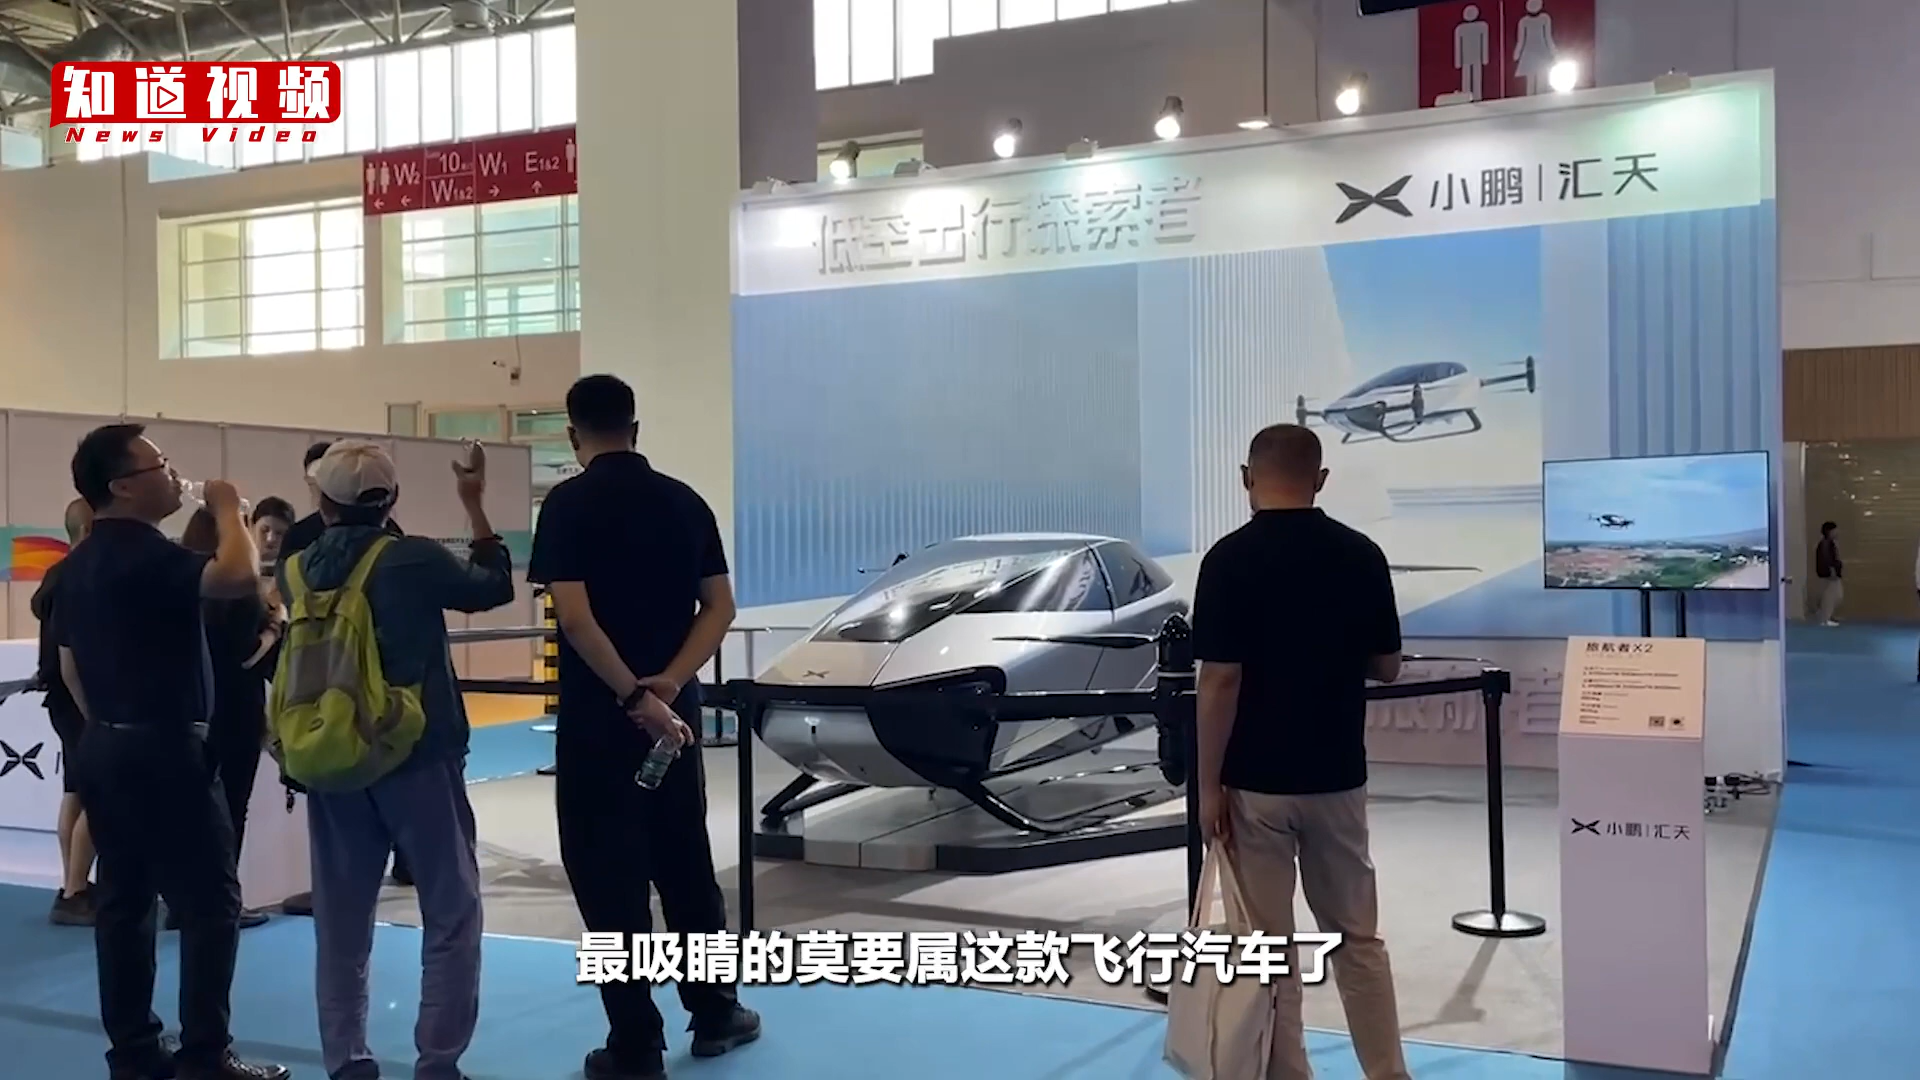 知道视频
News Video
W2
10
W1&2
W1
E1&2
低空出行探索者
小鹏
汇天
旅航者X2
小鹏
汇天
最吸睛的莫要属这款飞行汽车了